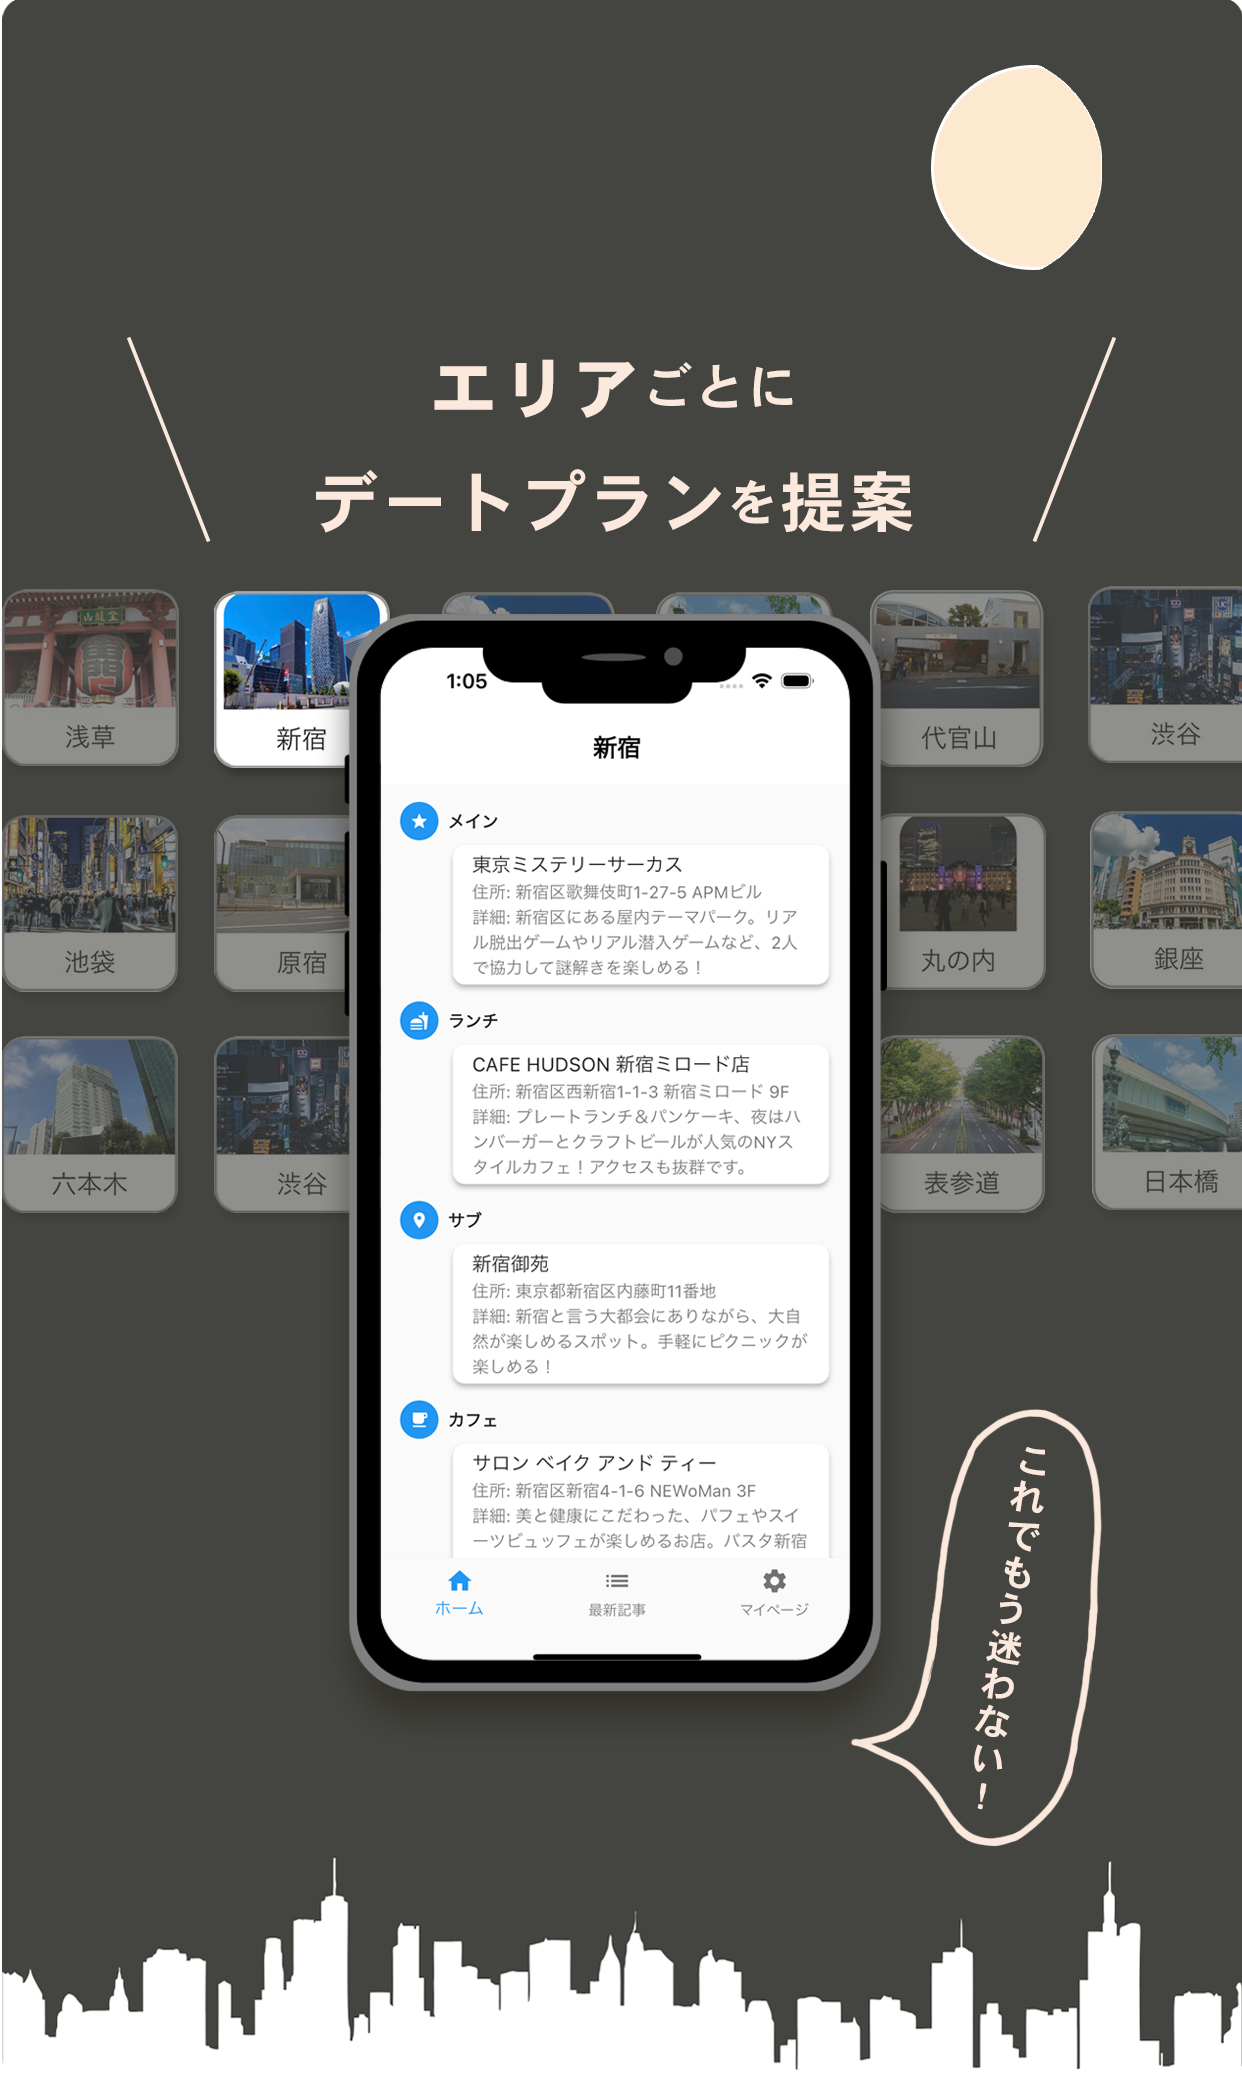 エリアごとに
デートプランを提案
浅草
新宿
代官山
渋谷
池袋
原宿
丸の内
銀座
六本木
渋谷
表参道
日本橋
1:05
新宿
メイン
東京ミステリーサーカス
住所: 新宿区歌舞伎町1-27-5 APMビル
詳細: 新宿区にある屋内テーマパーク。リア
ル脱出ゲームやリアル潜入ゲームなど、2人
で協力して謎解きを楽しめる！
ランチ
CAFE HUDSON 新宿ミロード店
住所: 新宿区西新宿1-1-3 新宿ミロード 9F
詳細: プレートランチ＆パンケーキ、夜はハ
ンバーガーとクラフトビールが人気のNYス
タイルカフェ！アクセスも抜群です。
サブ
新宿御苑
住所: 東京都新宿区内藤町11番地
詳細: 新宿と言う大都会にありながら、大自
然が楽しめるスポット。手軽にピクニックが
楽しめる！
カフェ
サロン ベイク アンド ティー
住所: 新宿区新宿4-1-6 NEWoMan 3F
詳細: 美と健康にこだわった、パフェやスイ
ーツビュッフェが楽しめるお店。バスタ新宿
ホーム
最新記事
マイページ
これでもう迷わない！